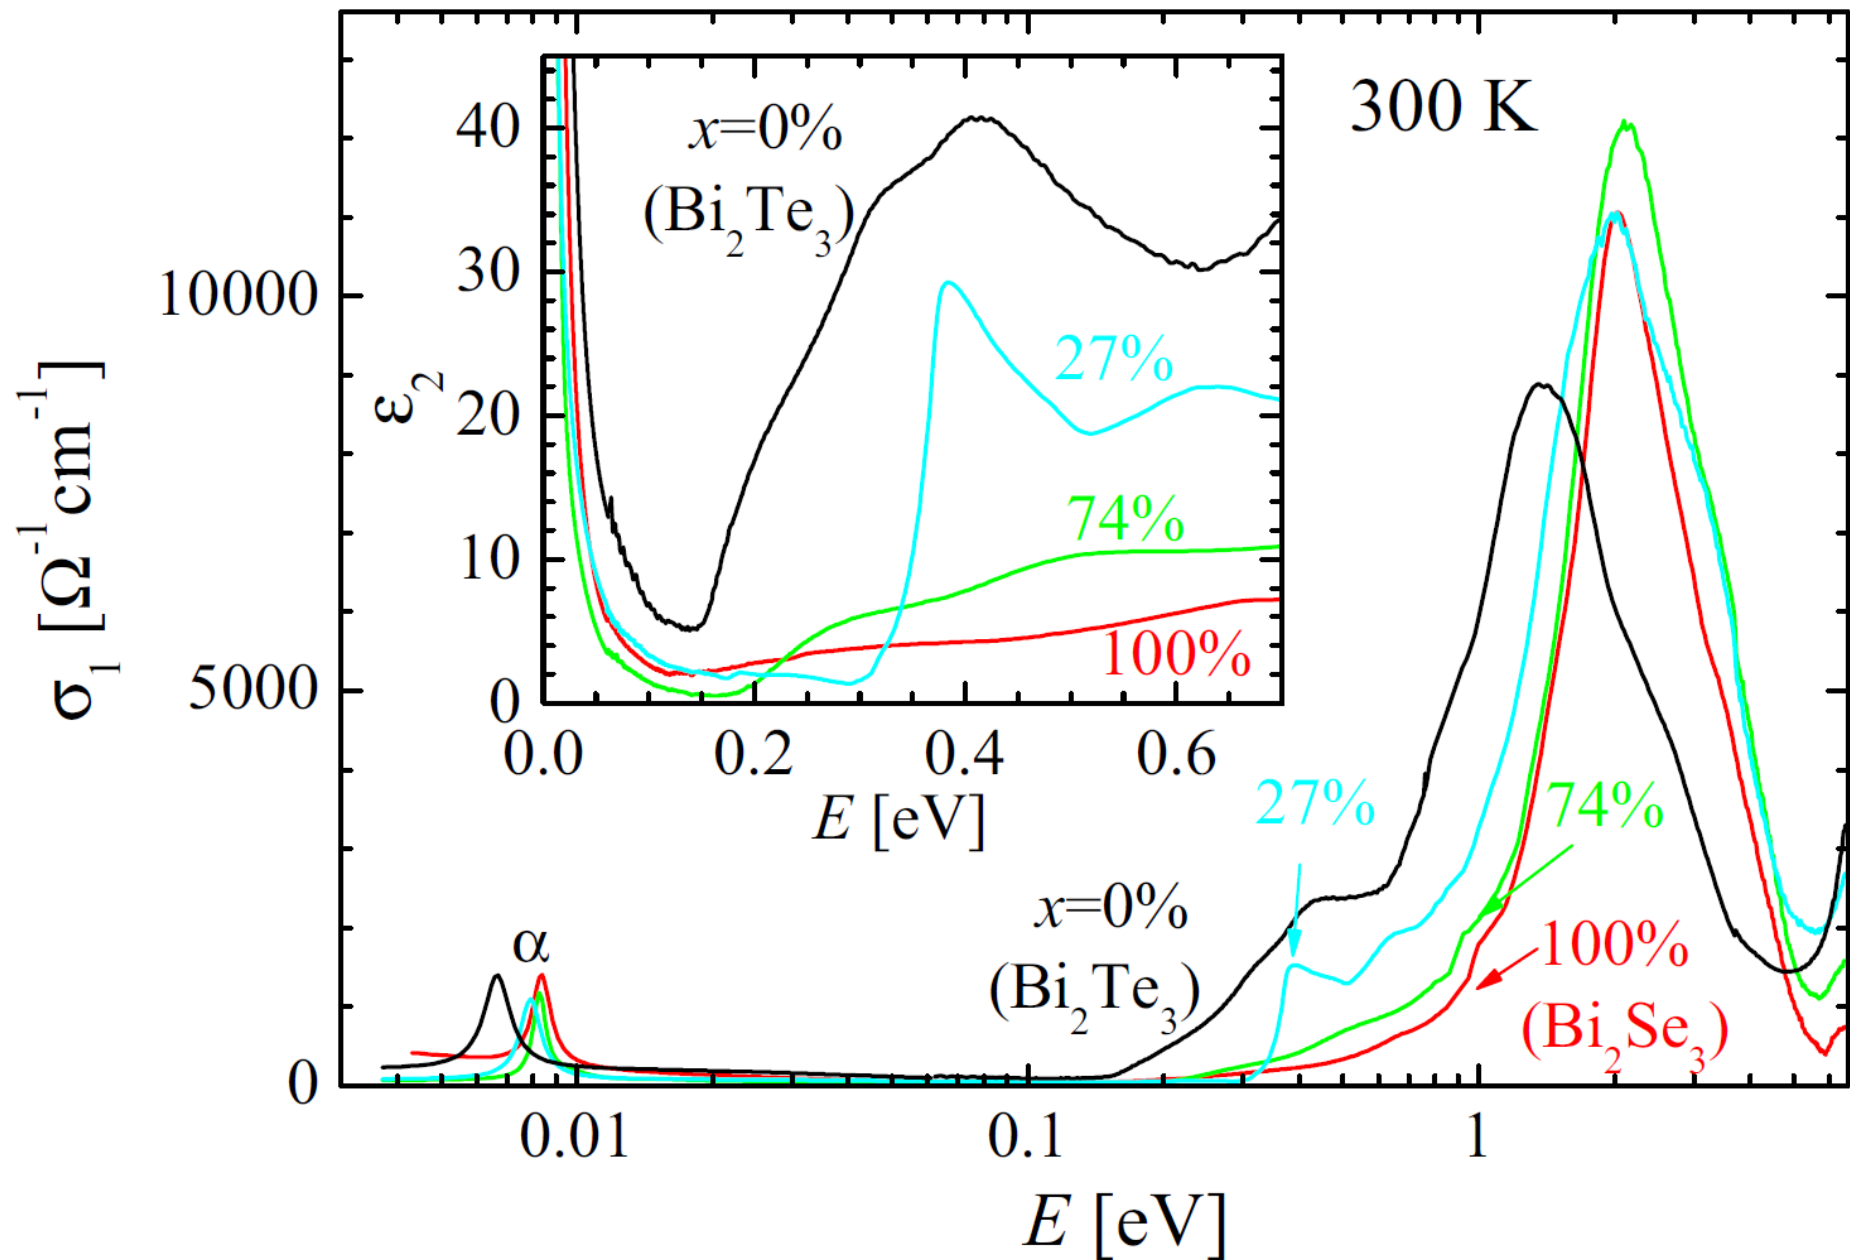 300 K
x=0%
(Bi₂Te₃)
27%
74%
100%
40
30
20
10
0
ε₂
0.0 0.2 0.4 0.6
E [eV]
10000
5000
0
σ₁ [Ω⁻¹cm⁻¹]
27%
74%
x=0%
(Bi₂Te₃)
100%
(Bi₂Se₃)
α
0.01 0.1 1
E [eV]